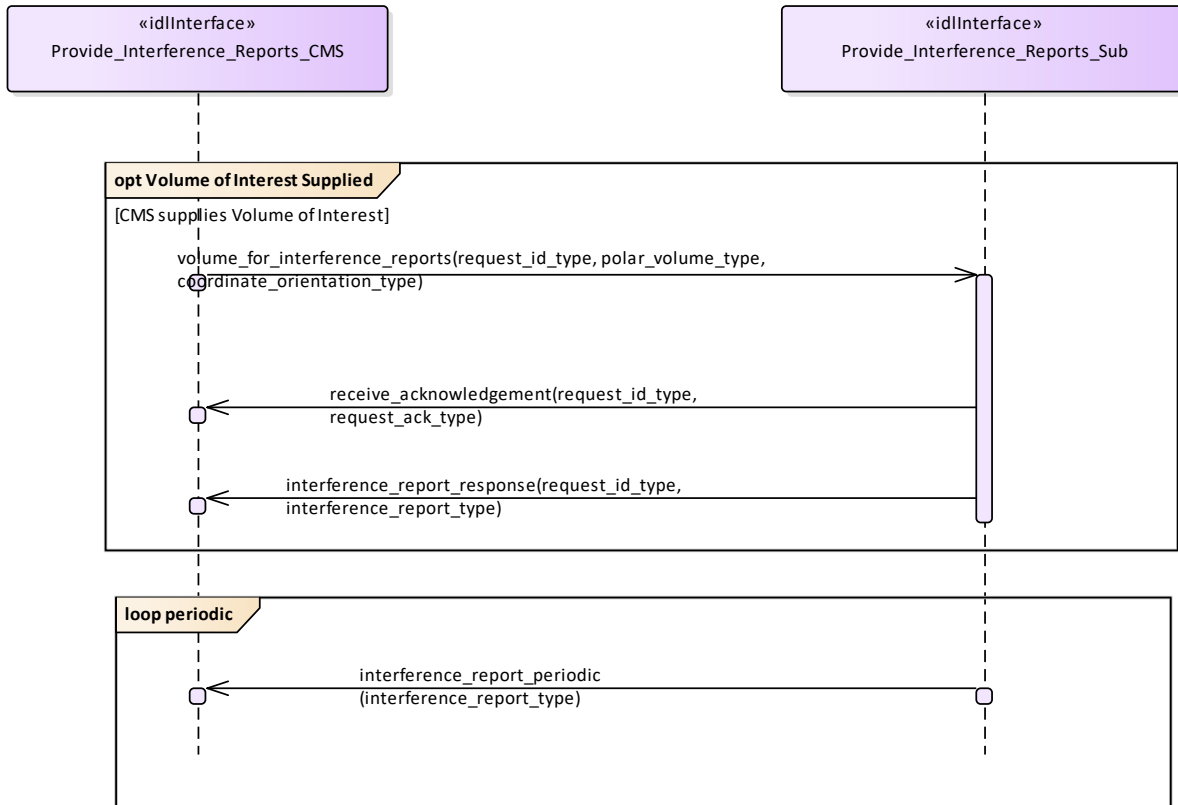 «idlInterface»
Provide_Interference_Reports_CMS
«idlInterface»
Provide_Interference_Reports_Sub
opt Volume of Interest Supplied
[CMS supplies Volume of Interest]
volume_for_interference_reports(request_id_type, polar_volume_type,
coordinate_orientation_type)
receive_acknowledgement(request_id_type,
request_ack_type)
interference_report_response(request_id_type,
interference_report_type)
loop periodic
interference_report_periodic
(interference_report_type)